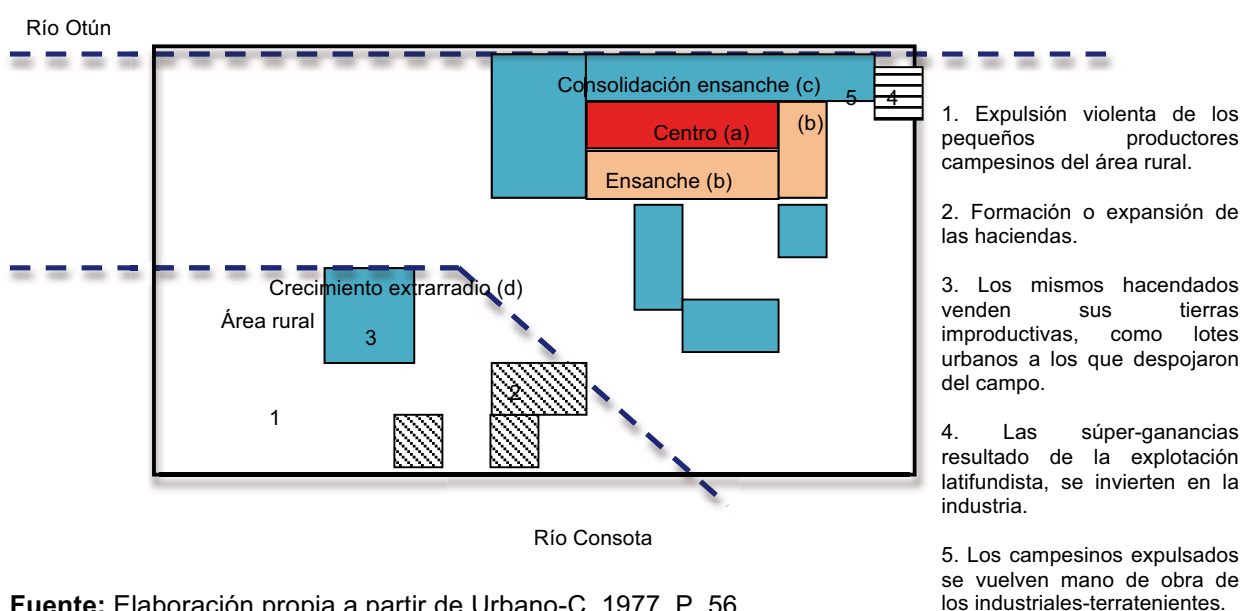 Río Otún
Consolidación ensanche (c)
5
4
Centro (a)
(b)
Ensanche (b)
Crecimiento extrarradio (d)
Área rural
3
2
1
Río Consota
1. Expulsión violenta de los
pequeños productores
campesinos del área rural.
2. Formación o expansión de
las haciendas.
3. Los mismos hacendados
venden sus tierras
improductivas, como lotes
urbanos a los que despojaron
del campo.
4. Las súper-ganancias
resultado de la explotación
latifundista, se invierten en la
industria.
5. Los campesinos expulsados
se vuelven mano de obra de
los industriales-terratenientes.
Fuente: Elaboración propia a partir de Urbano-C, 1977. P. 56